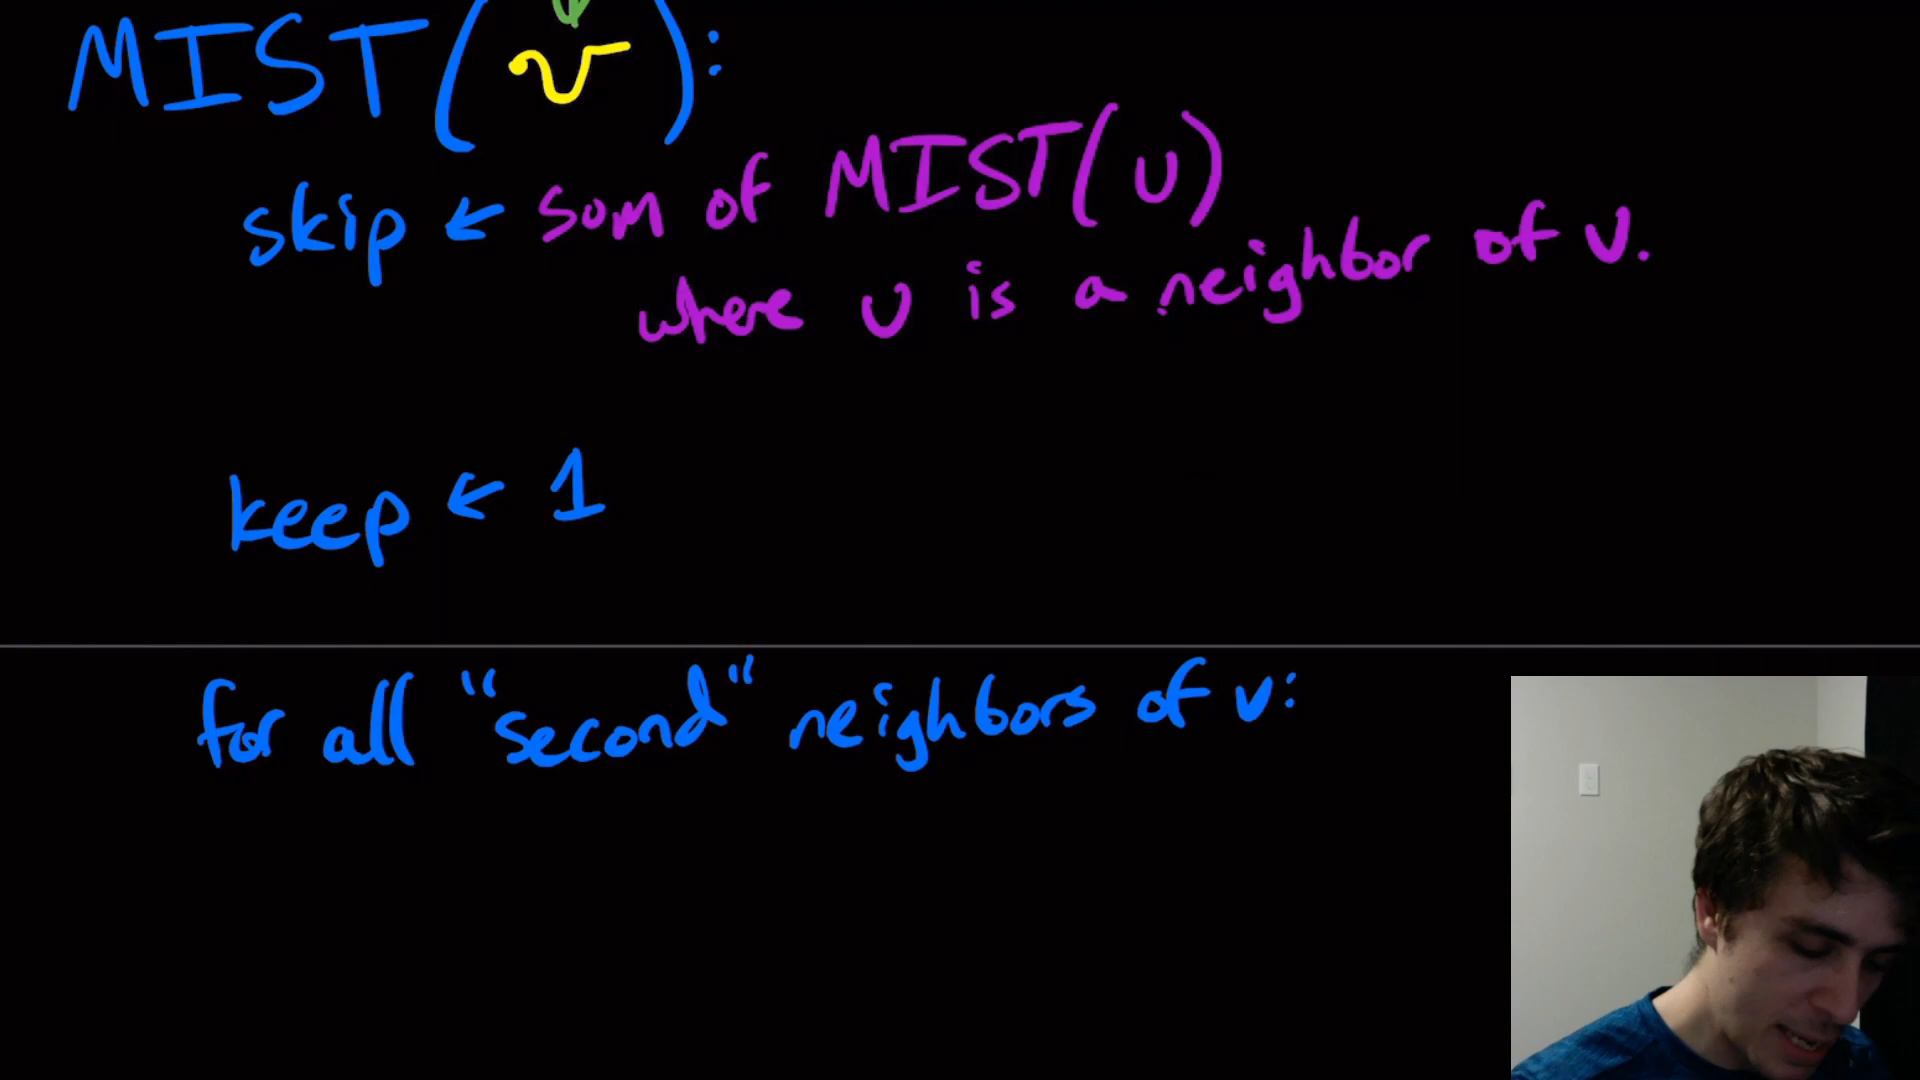 MIST(v):
skip ← sum of MIST(u)
where u is a neighbor of v.
keep ← 1
for all "second" neighbors of v: